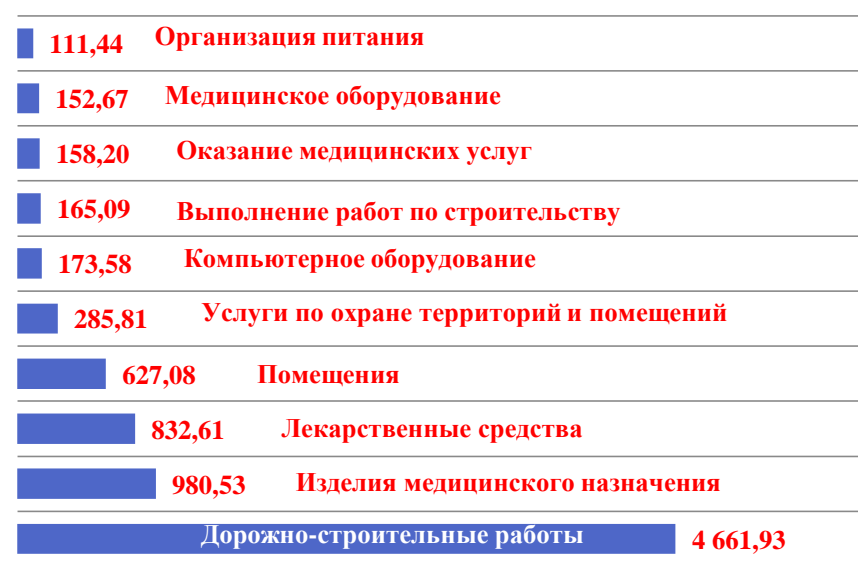 111,44 Организация питания
152,67 Медицинское оборудование
158,20 Оказание медицинских услуг
165,09 Выполнение работ по строительству
173,58 Компьютерное оборудование
285,81 Услуги по охране территорий и помещений
627,08 Помещения
832,61 Лекарственные средства
980,53 Изделия медицинского назначения
Дорожно-строительные работы 4 661,93